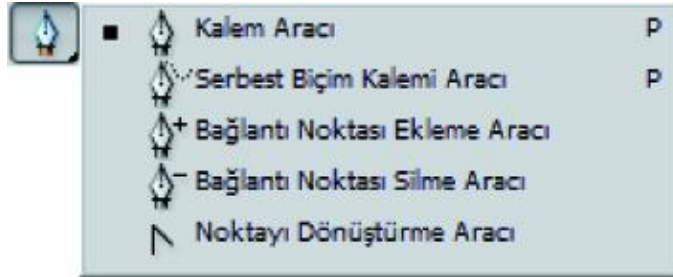 Kalem Aracı P
Serbest Biçim Kalemi Aracı P
Bağlantı Noktası Ekleme Aracı
Bağlantı Noktası Silme Aracı
Noktayı Dönüştürme Aracı